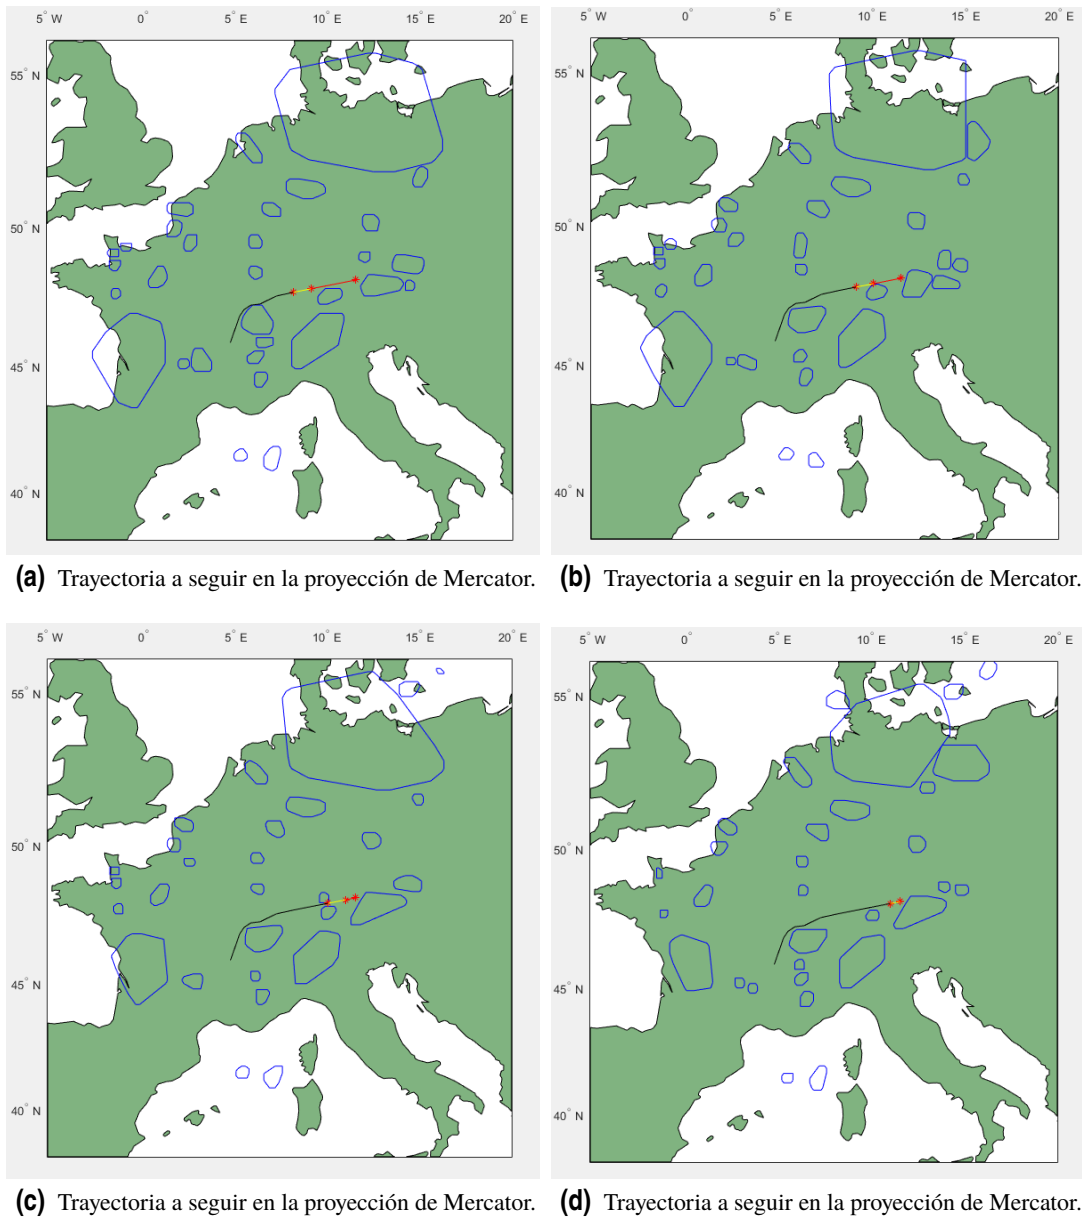 5° W 0° 5° E 10° E 15° E 20° E
5° W 0° 5° E 10° E 15° E 20° E
55° N
55° N
50° N
50° N
45° N
45° N
40° N
40° N
(a) Trayectoria a seguir en la proyección de Mercator.
(b) Trayectoria a seguir en la proyección de Mercator.
5° W 0° 5° E 10° E 15° E 20° E
5° W 0° 5° E 10° E 15° E 20° E
55° N
55° N
50° N
50° N
45° N
45° N
40° N
40° N
(c) Trayectoria a seguir en la proyección de Mercator.
(d) Trayectoria a seguir en la proyección de Mercator.